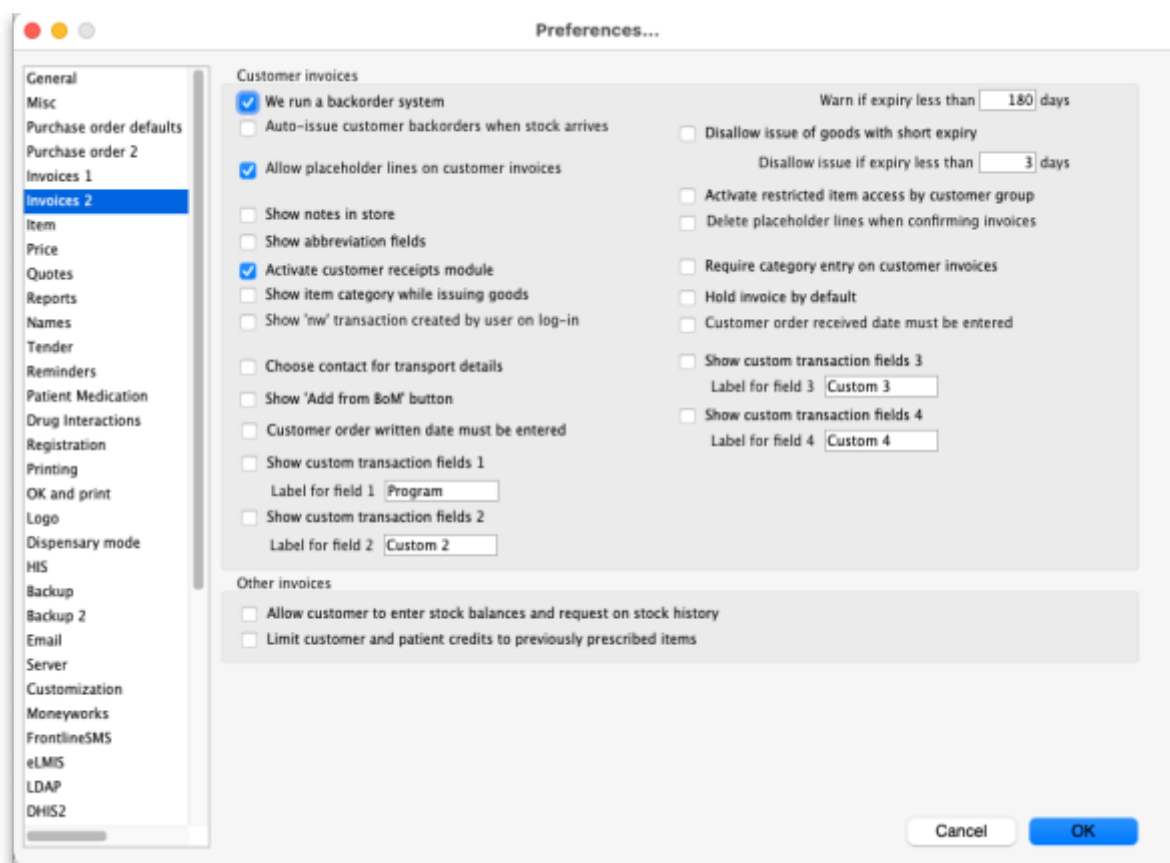 Preferences...
General
Misc
Purchase order defaults
Purchase order 2
Invoices 1
Invoices 2
Item
Price
Quotes
Reports
Names
Tender
Reminders
Patient Medication
Drug Interactions
Registration
Printing
OK and print
Logo
Dispensary mode
HIS
Backup
Backup 2
Email
Server
Customization
Moneyworks
FrontlineSMS
eLMIS
LDAP
DHIS2
Customer invoices
We run a backorder system
Auto-issue customer backorders when stock arrives
Allow placeholder lines on customer invoices
Show notes in store
Show abbreviation fields
Activate customer receipts module
Show item category while issuing goods
Show 'nw' transaction created by user on log-in
Choose contact for transport details
Show 'Add from BoM' button
Customer order written date must be entered
Show custom transaction fields 1
Label for field 1 Program
Show custom transaction fields 2
Label for field 2 Custom 2
Warn if expiry less than 180 days
Disallow issue of goods with short expiry
Disallow issue if expiry less than 3 days
Activate restricted item access by customer group
Delete placeholder lines when confirming invoices
Require category entry on customer invoices
Hold invoice by default
Customer order received date must be entered
Show custom transaction fields 3
Label for field 3 Custom 3
Show custom transaction fields 4
Label for field 4 Custom 4
Other invoices
Allow customer to enter stock balances and request on stock history
Limit customer and patient credits to previously prescribed items
Cancel
OK